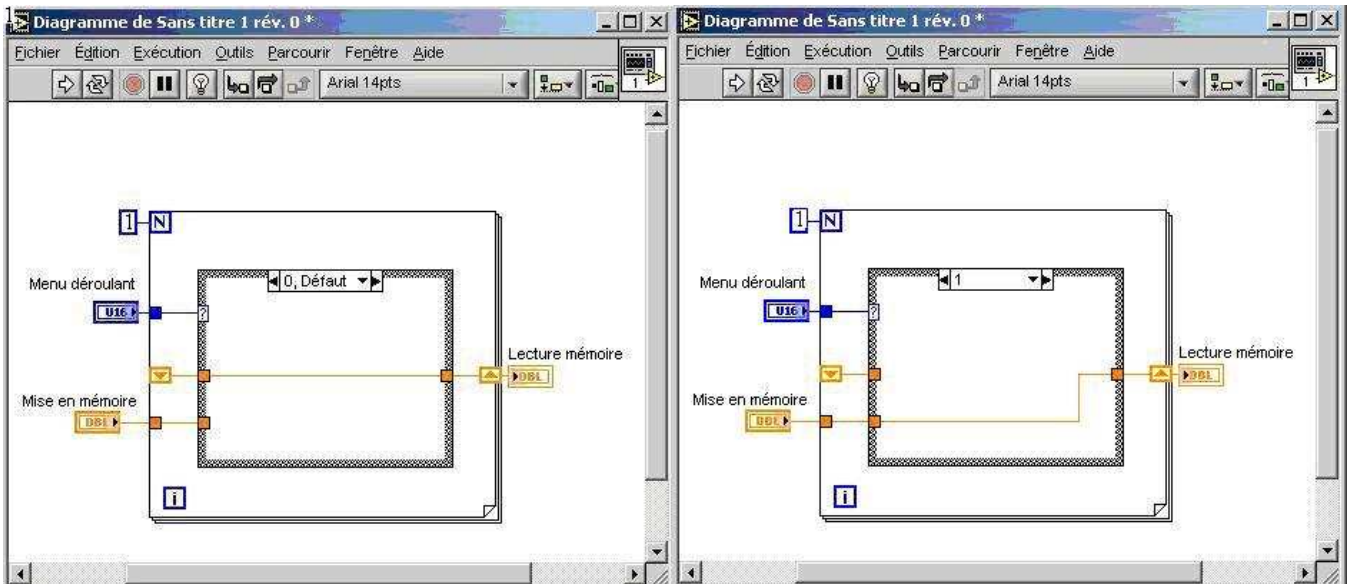 1
Diagramme de Sans titre 1 rév. 0 *
Fichier Édition Exécution Outils Parcourir Fenêtre Aide
Arial 14pts
1
1 N
0, Défaut
Menu déroulant
U16
?
Lecture mémoire
DBL
Mise en mémoire
DBL
i
Diagramme de Sans titre 1 rév. 0 *
Fichier Édition Exécution Outils Parcourir Fenêtre Aide
Arial 14pts
1
1 N
1
Menu déroulant
U16
?
Lecture mémoire
DBL
Mise en mémoire
DBL
i